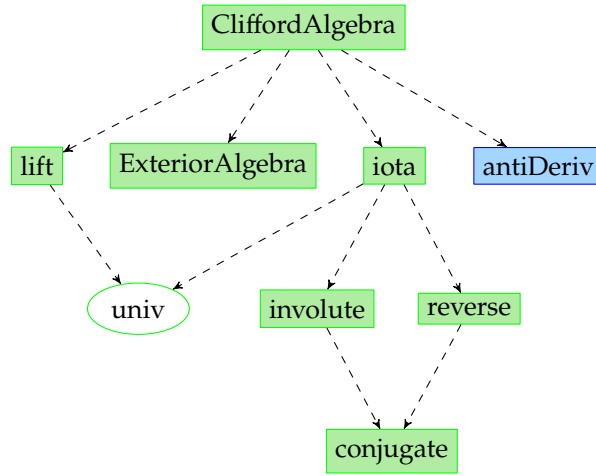 CliffordAlgebra
lift
ExteriorAlgebra
iota
antiDeriv
univ
involute
reverse
conjugate